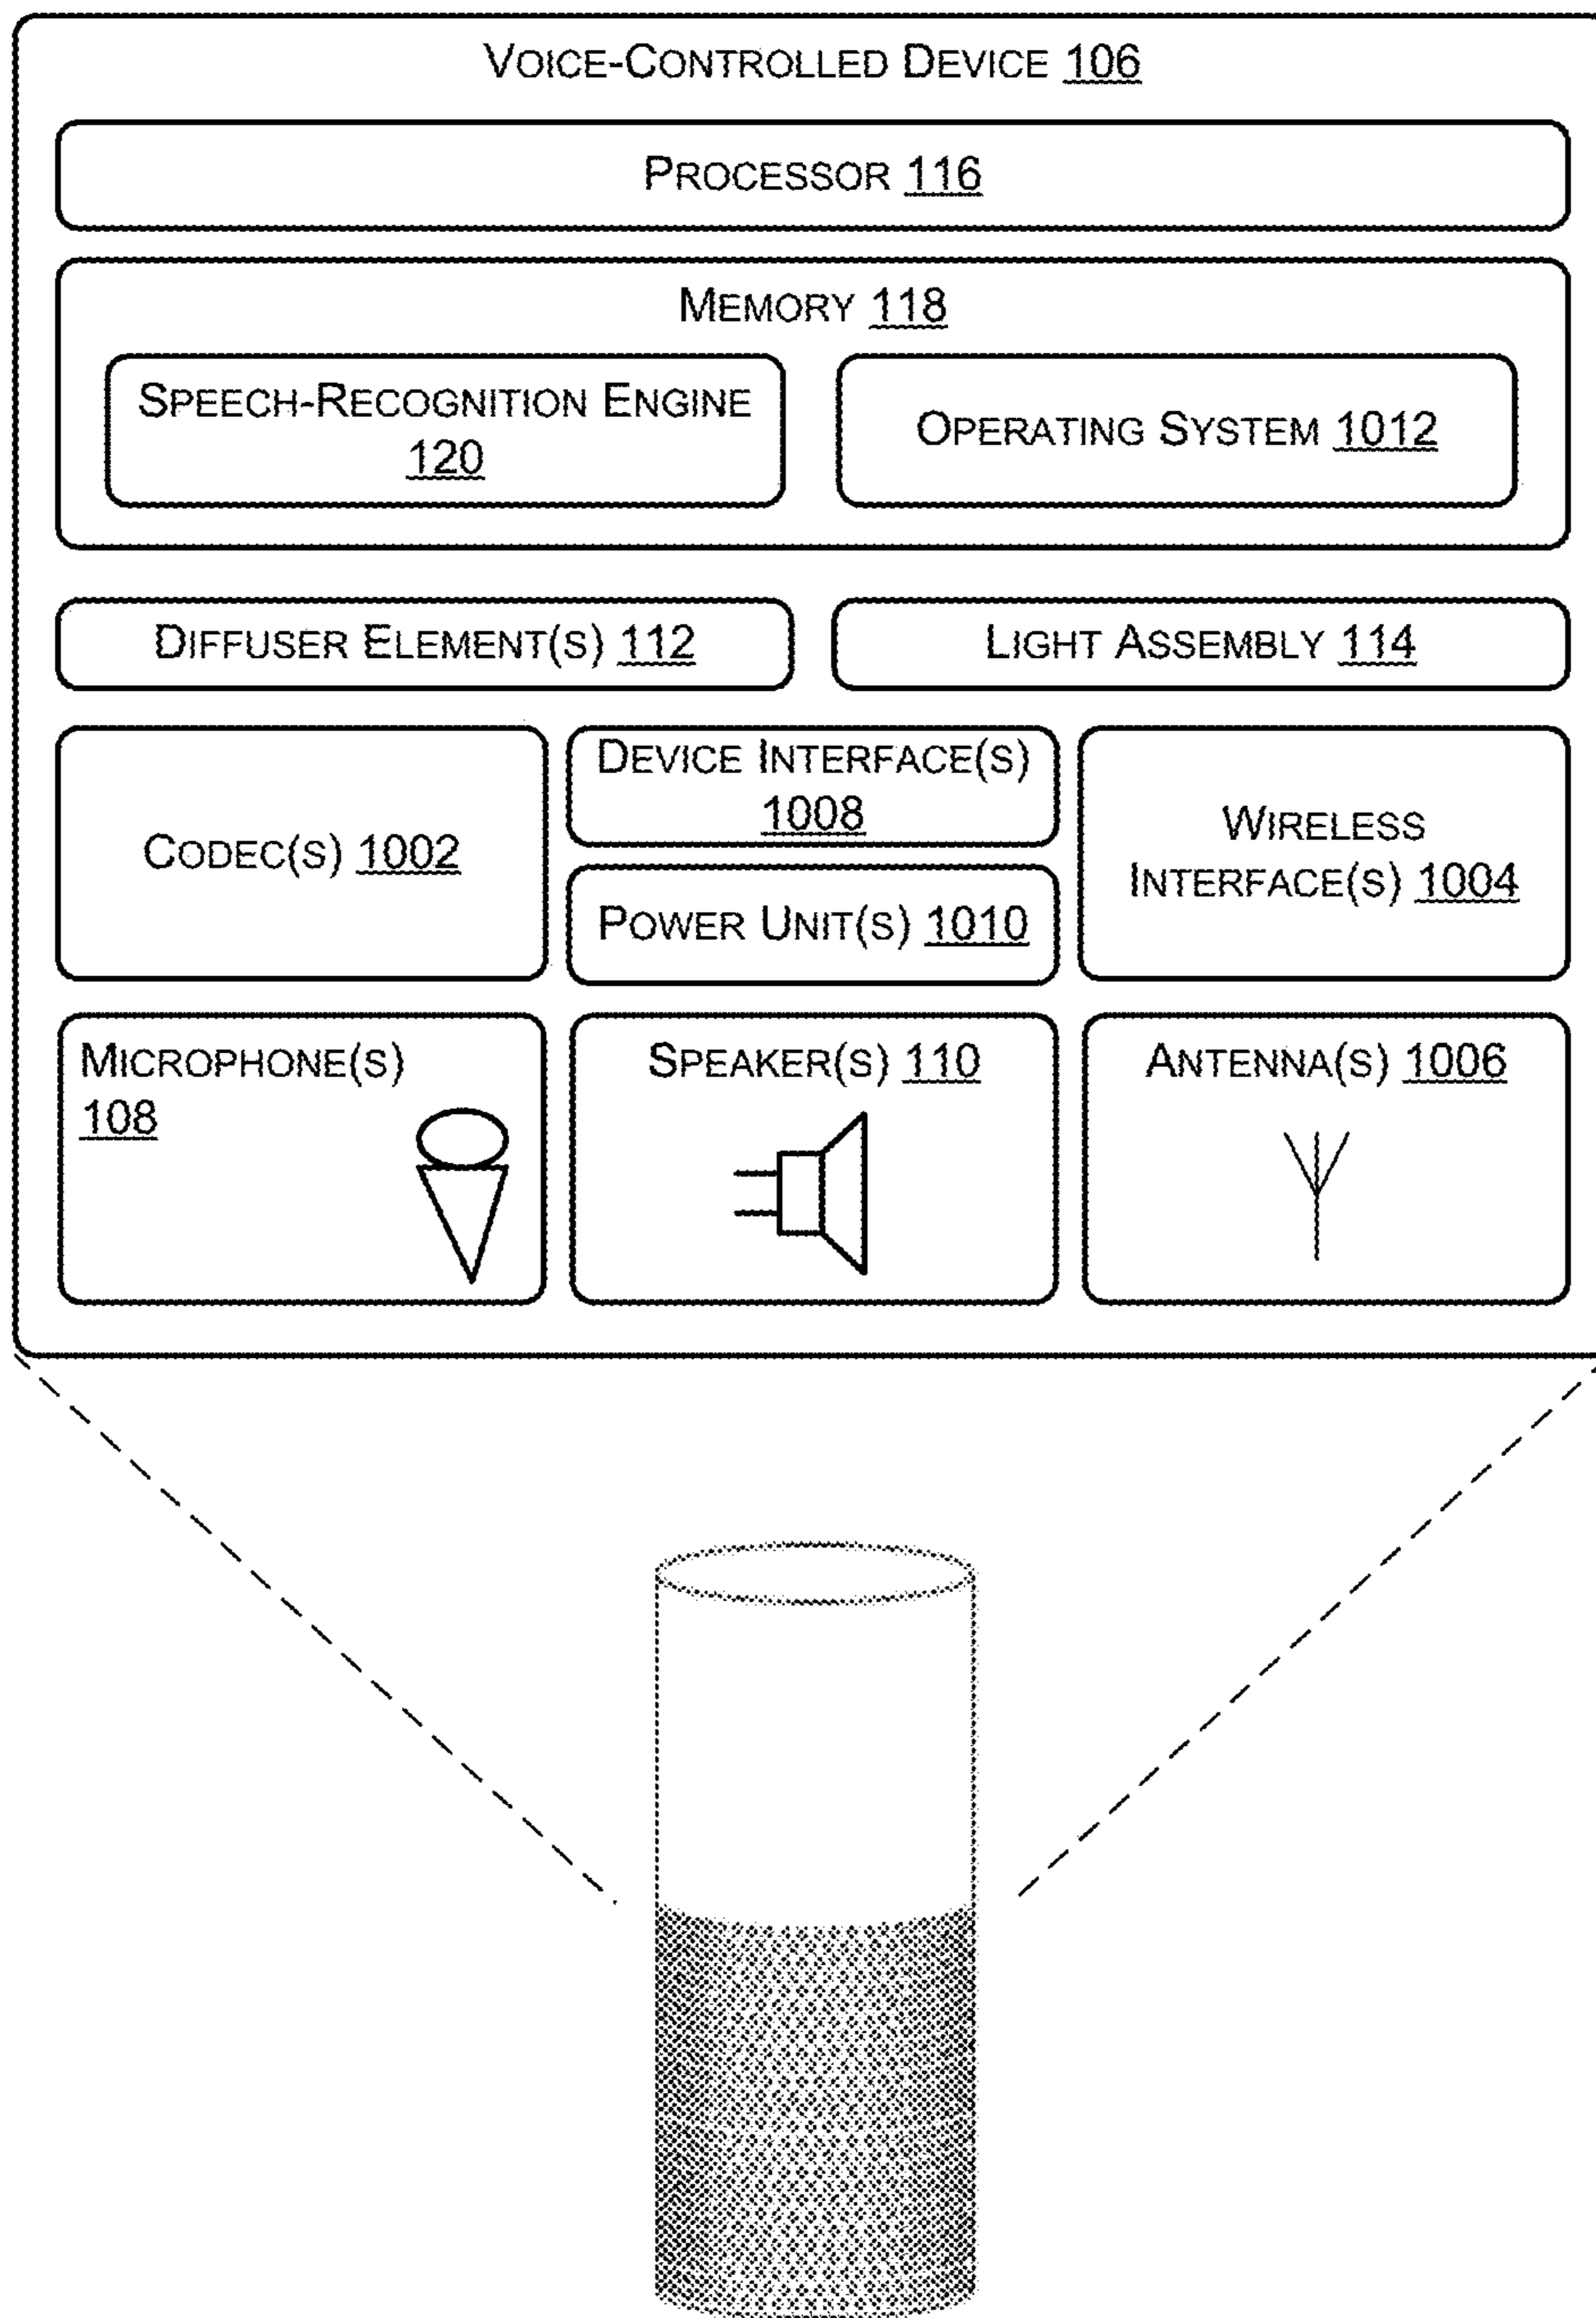 VOICE-CONTROLLED DEVICE 106
PROCESSOR 116
MEMORY 118
SPEECH-RECOGNITION ENGINE
120
OPERATING SYSTEM 1012
DIFFUSER ELEMENT(S) 112
LIGHT ASSEMBLY 114
CODEC(S) 1002
DEVICE INTERFACE(S)
1008
POWER UNIT(S) 1010
WIRELESS
INTERFACE(S) 1004
MICROPHONE(S)
108
SPEAKER(S) 110
ANTENNA(S) 1006